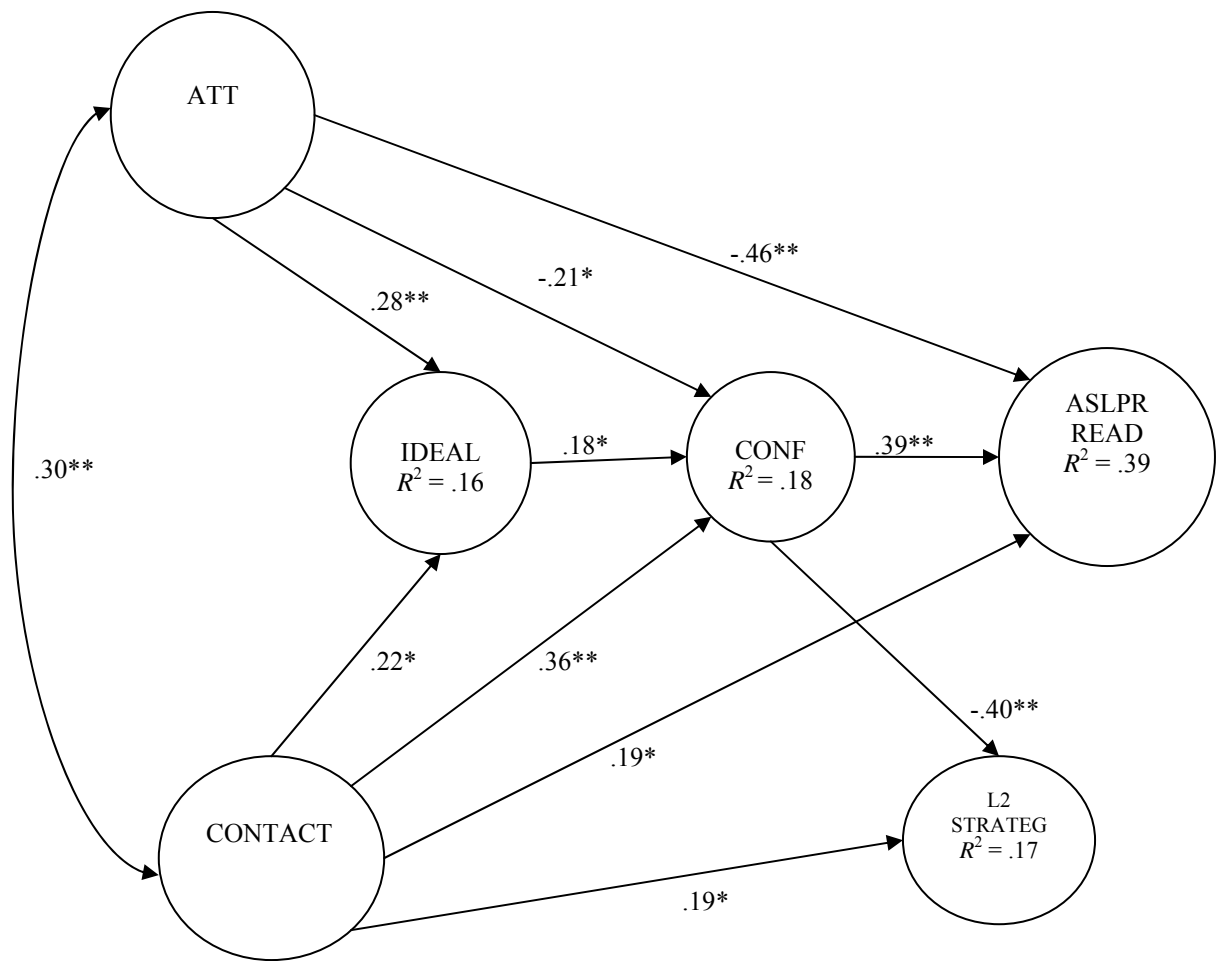 ATT
-.46**
-.21*
.28**
ASLPR
READ
R² = .39
IDEAL
R² = .16
.18*
CONF
R² = .18
.39**
.30**
.22*
.36**
-.40**
.19*
L2
STRATEG
R² = .17
CONTACT
.19*